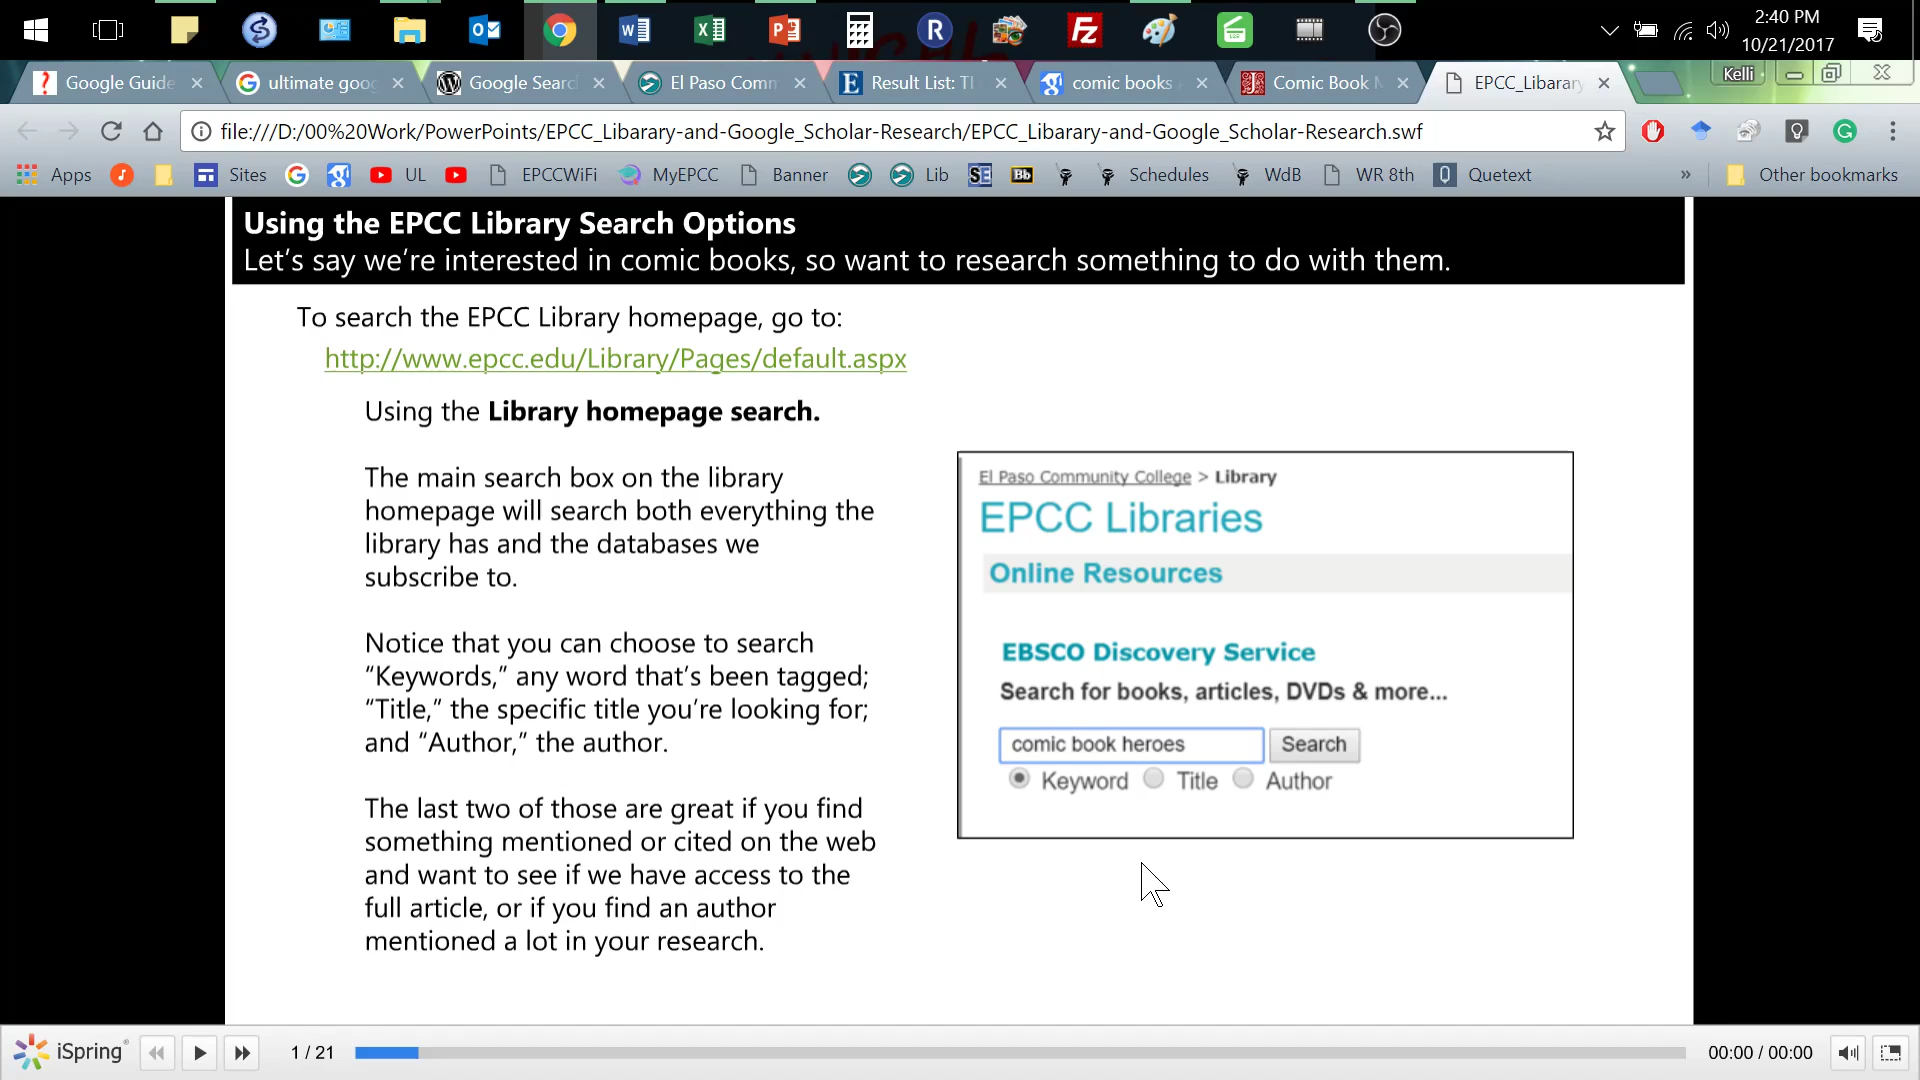 2:40 PM
10/21/2017
Google Guide
ultimate goo
Google Searc
El Paso Comm
Result List: Tl
comic books
Comic Book M
EPCC_Libarary
Kelli
file:///D:/00%20Work/PowerPoints/EPCC_Libarary-and-Google_Scholar-Research/EPCC_Libarary-and-Google_Scholar-Research.swf
Apps
Sites
UL
EPCCWiFi
MyEPCC
Banner
Lib
SE
Bb
Schedules
WdB
WR 8th
Quetext
»
Other bookmarks
Using the EPCC Library Search Options
Let’s say we’re interested in comic books, so want to research something to do with them.
To search the EPCC Library homepage, go to:
http://www.epcc.edu/Library/Pages/default.aspx
Using the Library homepage search.
The main search box on the library
homepage will search both everything the
library has and the databases we
subscribe to.
Notice that you can choose to search
“Keywords,” any word that’s been tagged;
“Title,” the specific title you’re looking for;
and “Author,” the author.
The last two of those are great if you find
something mentioned or cited on the web
and want to see if we have access to the
full article, or if you find an author
mentioned a lot in your research.
El Paso Community College > Library
EPCC Libraries
Online Resources
EBSCO Discovery Service
Search for books, articles, DVDs & more...
comic book heroes
Search
Keyword
Title
Author
iSpring
1 / 21
00:00 / 00:00